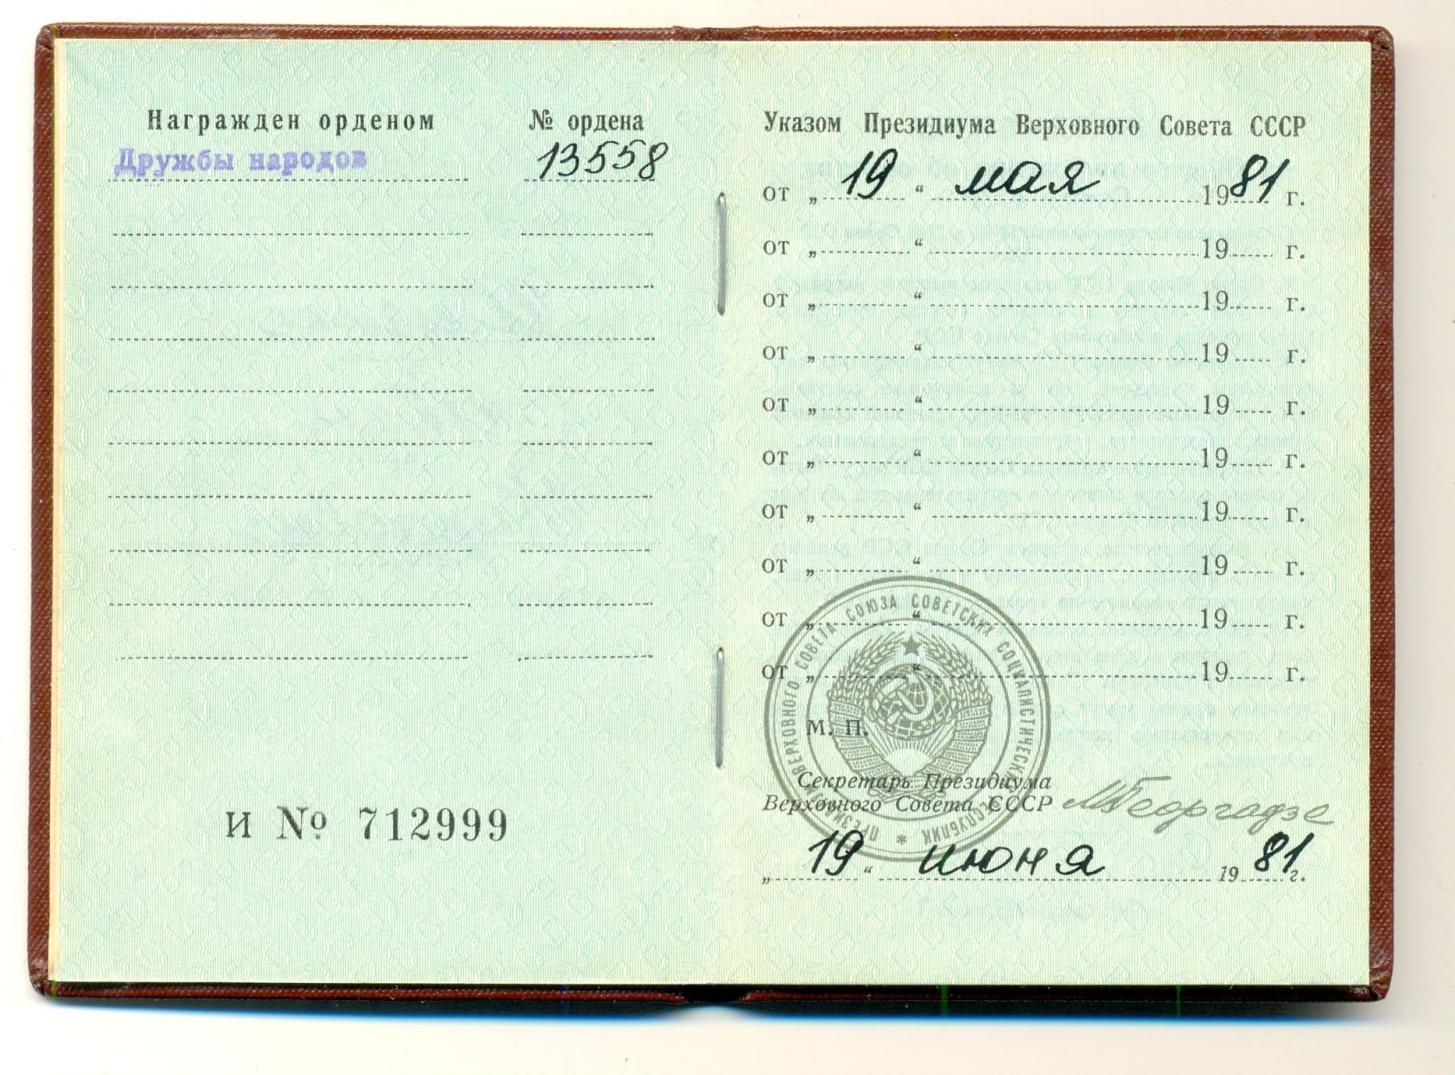 Награжден орденом № ордена
Дружбы народов 13558
И № 712999
Указом Президиума Верховного Совета СССР
от „ 19 “ мая 1981 г.
от „ “ 19 г.
от „ “ 19 г.
от „ “ 19 г.
от „ “ 19 г.
от „ “ 19 г.
от „ “ 19 г.
от „ “ 19 г.
от „ “ 19 г.
от „ “ 19 г.
ПРЕЗИДИУМ ВЕРХОВНОГО СОВЕТА СОЮЗА СОВЕТСКИХ СОЦИАЛИСТИЧЕСКИХ РЕСПУБЛИК *
М. П.
Секретарь Президиума
Верховного Совета СССР МГеоргадзе
„ 19 “ июня 1981 г.